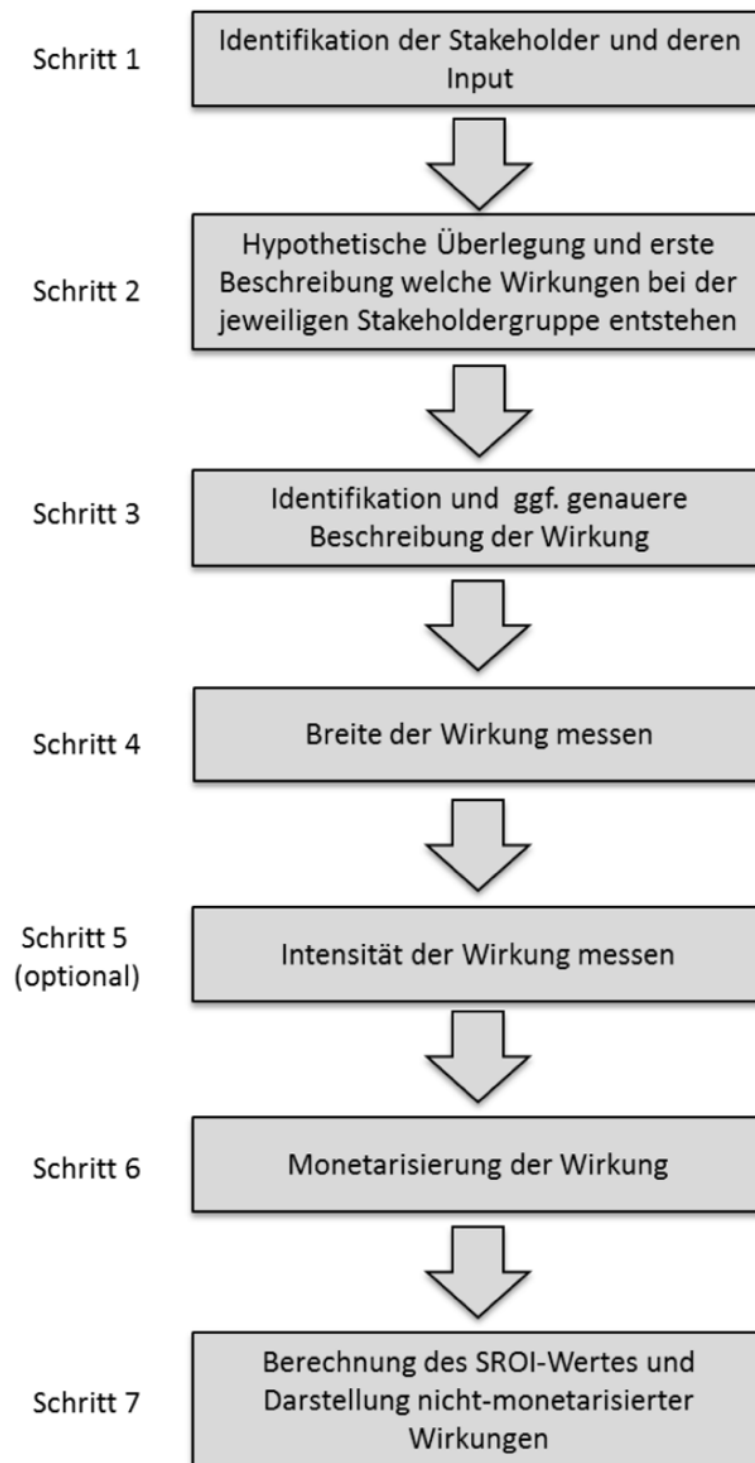 Schritt 1
Identifikation der Stakeholder und deren
Input
Schritt 2
Hypothetische Überlegung und erste
Beschreibung welche Wirkungen bei der
jeweiligen Stakeholdergruppe entstehen
Schritt 3
Identifikation und ggf. genauere
Beschreibung der Wirkung
Schritt 4
Breite der Wirkung messen
Schritt 5
(optional)
Intensität der Wirkung messen
Schritt 6
Monetarisierung der Wirkung
Schritt 7
Berechnung des SROI-Wertes und
Darstellung nicht-monetarisierter
Wirkungen